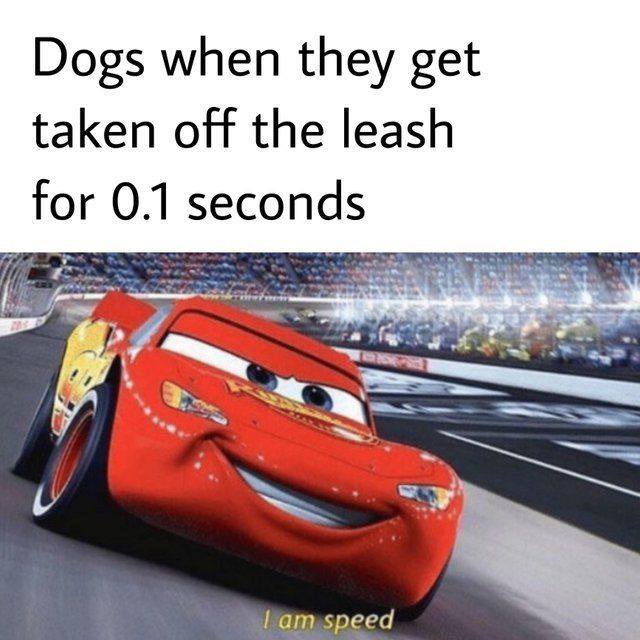 Dogs when they get
taken off the leash
for 0.1 seconds
I am speed